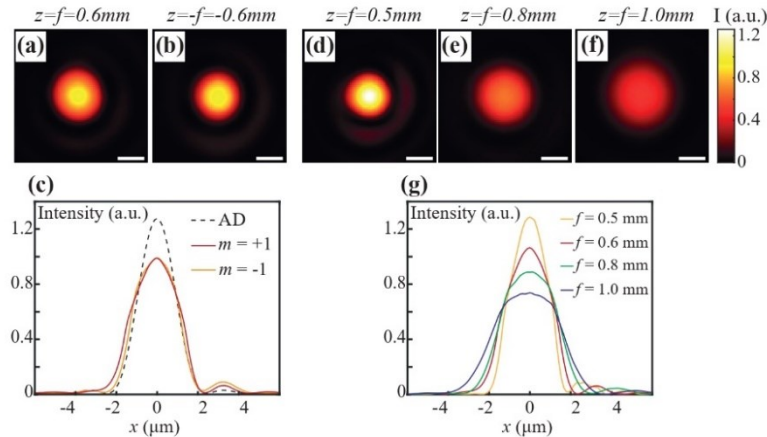 z=f=0.6mm z=-f=-0.6mm z=f=0.5mm z=f=0.8mm z=f=1.0mm I (a.u.)
(a) (b) (d) (e) (f)
1.2
0.8
0.4
0
(c)
Intensity (a.u.)
AD
m = +1
m = -1
1.2
0.8
0.4
0
-4 -2 0 2 4
x (μm)
(g)
Intensity (a.u.)
f = 0.5 mm
f = 0.6 mm
f = 0.8 mm
f = 1.0 mm
1.2
0.8
0.4
0
-4 -2 0 2 4
x (μm)